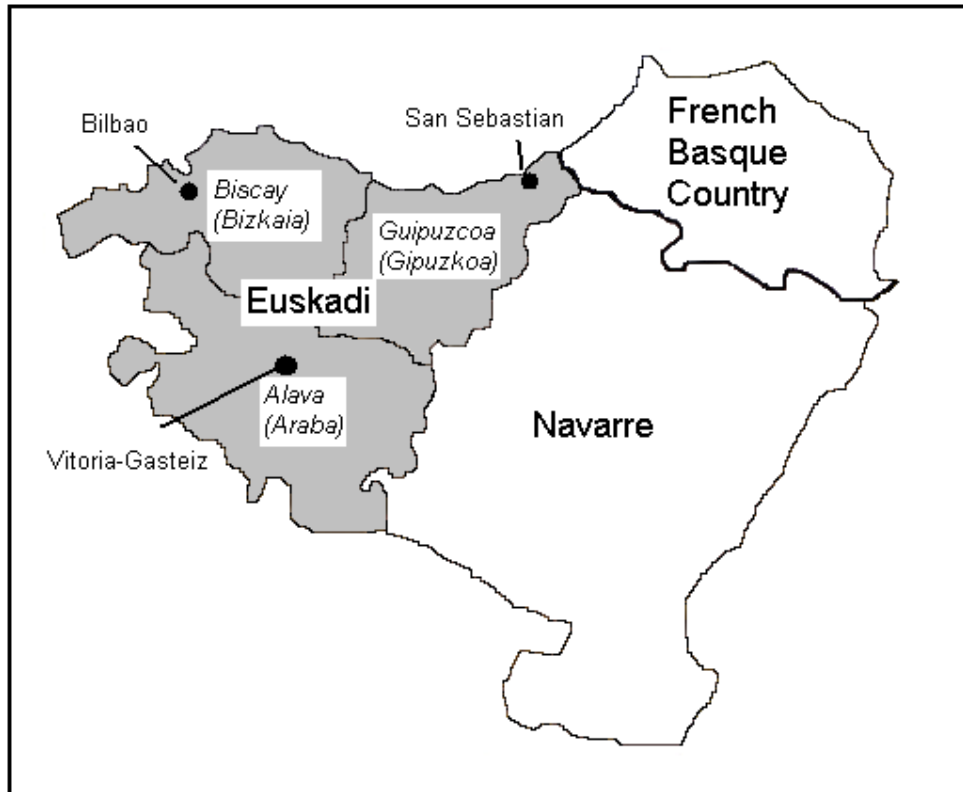 Bilbao
San Sebastian
French
Basque
Country
Biscay
(Bizkaia)
Guipuzcoa
(Gipuzkoa)
Euskadi
Alava
(Araba)
Navarre
Vitoria-Gasteiz